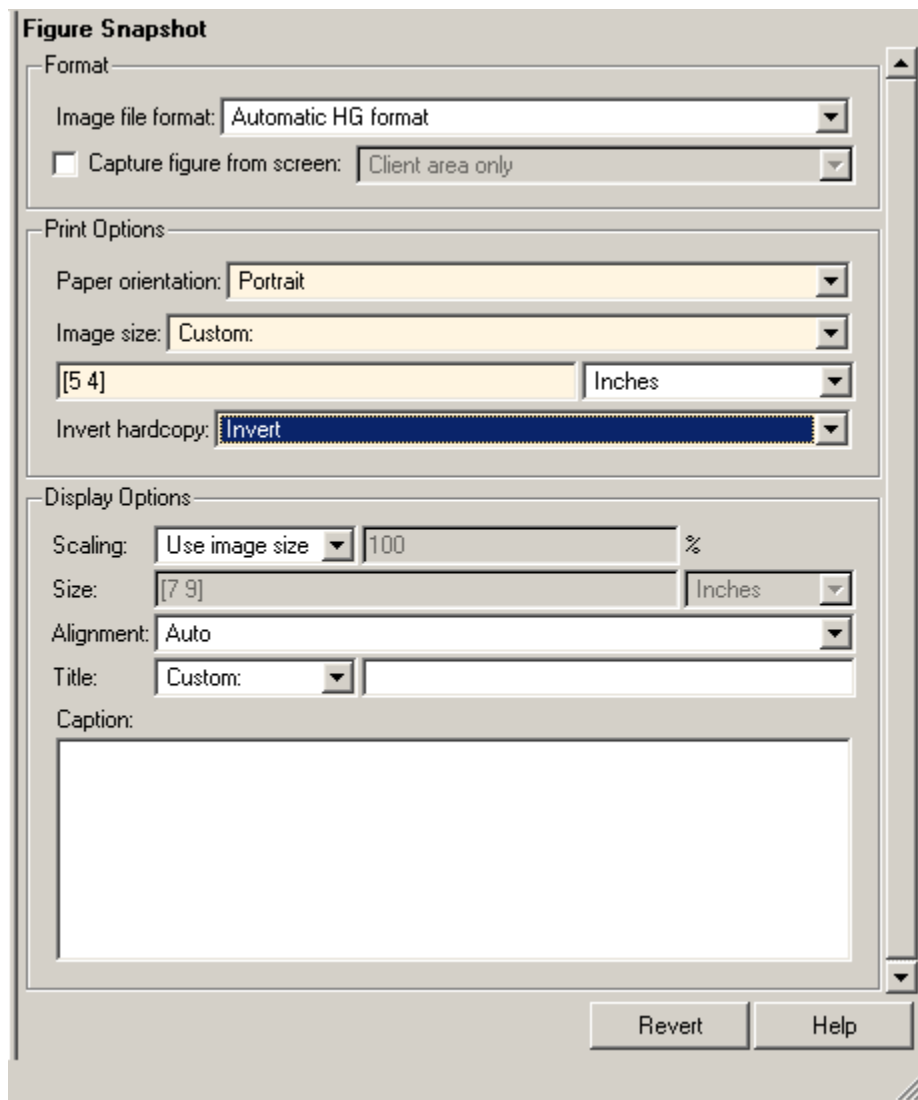 Figure Snapshot
Format
Image file format: Automatic HG format
Capture figure from screen: Client area only
Print Options
Paper orientation: Portrait
Image size: Custom:
[5 4] Inches
Invert hardcopy: Invert
Display Options
Scaling: Use image size 100 %
Size: [7 9] Inches
Alignment: Auto
Title: Custom:
Caption:
Revert Help